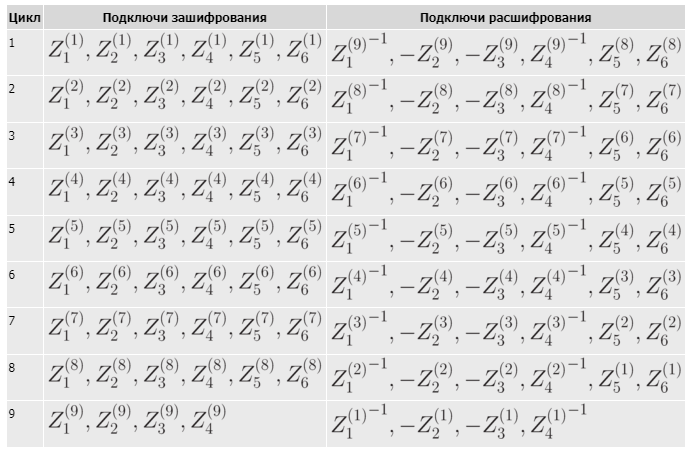 Цикл Подключи зашифрования Подключи расшифрования
1 Z_1^{(1)}, Z_2^{(1)}, Z_3^{(1)}, Z_4^{(1)}, Z_5^{(1)}, Z_6^{(1)} Z_1^{(9)^{-1}}, -Z_2^{(9)}, -Z_3^{(9)}, Z_4^{(9)^{-1}}, Z_5^{(8)}, Z_6^{(8)}
2 Z_1^{(2)}, Z_2^{(2)}, Z_3^{(2)}, Z_4^{(2)}, Z_5^{(2)}, Z_6^{(2)} Z_1^{(8)^{-1}}, -Z_2^{(8)}, -Z_3^{(8)}, Z_4^{(8)^{-1}}, Z_5^{(7)}, Z_6^{(7)}
3 Z_1^{(3)}, Z_2^{(3)}, Z_3^{(3)}, Z_4^{(3)}, Z_5^{(3)}, Z_6^{(3)} Z_1^{(7)^{-1}}, -Z_2^{(7)}, -Z_3^{(7)}, Z_4^{(7)^{-1}}, Z_5^{(6)}, Z_6^{(6)}
4 Z_1^{(4)}, Z_2^{(4)}, Z_3^{(4)}, Z_4^{(4)}, Z_5^{(4)}, Z_6^{(4)} Z_1^{(6)^{-1}}, -Z_2^{(6)}, -Z_3^{(6)}, Z_4^{(6)^{-1}}, Z_5^{(5)}, Z_6^{(5)}
5 Z_1^{(5)}, Z_2^{(5)}, Z_3^{(5)}, Z_4^{(5)}, Z_5^{(5)}, Z_6^{(5)} Z_1^{(5)^{-1}}, -Z_2^{(5)}, -Z_3^{(5)}, Z_4^{(5)^{-1}}, Z_5^{(4)}, Z_6^{(4)}
6 Z_1^{(6)}, Z_2^{(6)}, Z_3^{(6)}, Z_4^{(6)}, Z_5^{(6)}, Z_6^{(6)} Z_1^{(4)^{-1}}, -Z_2^{(4)}, -Z_3^{(4)}, Z_4^{(4)^{-1}}, Z_5^{(3)}, Z_6^{(3)}
7 Z_1^{(7)}, Z_2^{(7)}, Z_3^{(7)}, Z_4^{(7)}, Z_5^{(7)}, Z_6^{(7)} Z_1^{(3)^{-1}}, -Z_2^{(3)}, -Z_3^{(3)}, Z_4^{(3)^{-1}}, Z_5^{(2)}, Z_6^{(2)}
8 Z_1^{(8)}, Z_2^{(8)}, Z_3^{(8)}, Z_4^{(8)}, Z_5^{(8)}, Z_6^{(8)} Z_1^{(2)^{-1}}, -Z_2^{(2)}, -Z_3^{(2)}, Z_4^{(2)^{-1}}, Z_5^{(1)}, Z_6^{(1)}
9 Z_1^{(9)}, Z_2^{(9)}, Z_3^{(9)}, Z_4^{(9)} Z_1^{(1)^{-1}}, -Z_2^{(1)}, -Z_3^{(1)}, Z_4^{(1)^{-1}}